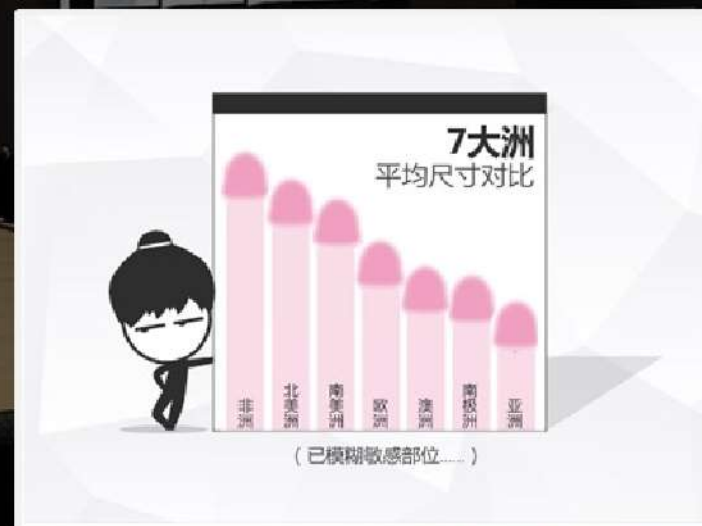 7大洲
平均尺寸对比
非洲
北美洲
南美洲
欧洲
澳洲
南极洲
亚洲
（已模糊敏感部位......）